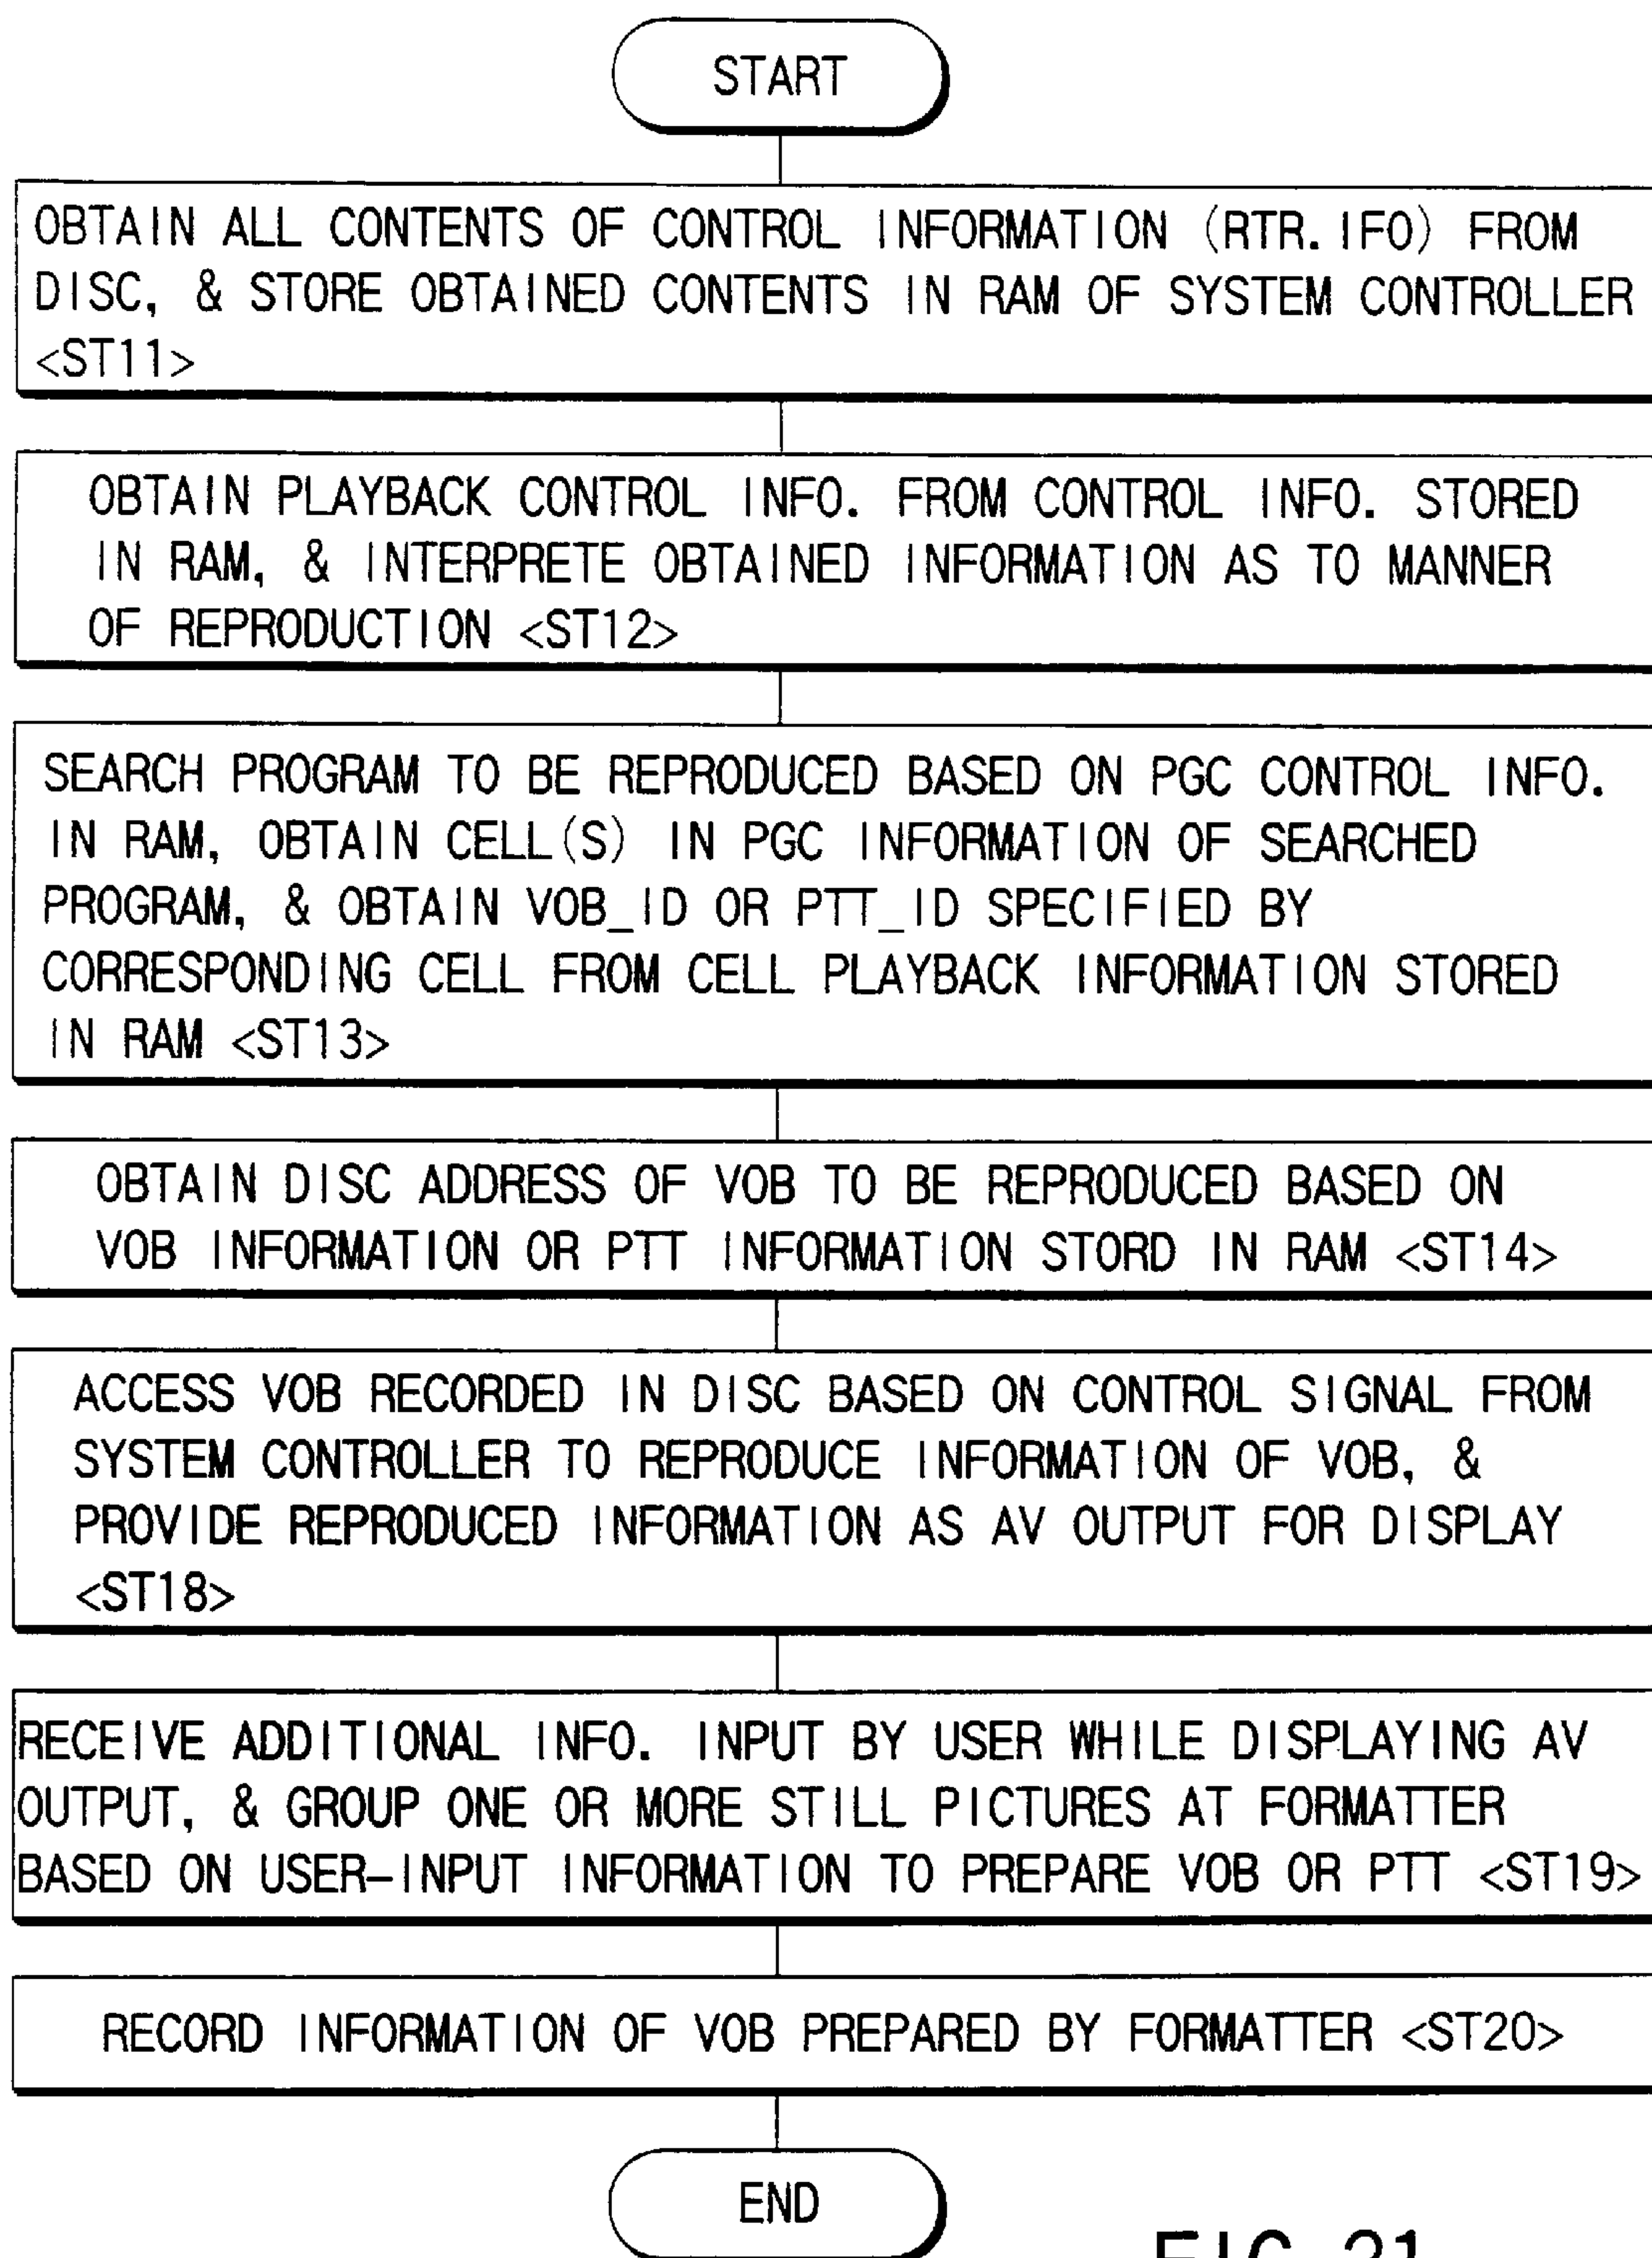 START
OBTAIN ALL CONTENTS OF CONTROL INFORMATION (RTR.IFO) FROM
DISC, & STORE OBTAINED CONTENTS IN RAM OF SYSTEM CONTROLLER
<ST11>
OBTAIN PLAYBACK CONTROL INFO. FROM CONTROL INFO. STORED
IN RAM, & INTERPRETE OBTAINED INFORMATION AS TO MANNER
OF REPRODUCTION <ST12>
SEARCH PROGRAM TO BE REPRODUCED BASED ON PGC CONTROL INFO.
IN RAM, OBTAIN CELL(S) IN PGC INFORMATION OF SEARCHED
PROGRAM, & OBTAIN VOB_ID OR PTT_ID SPECIFIED BY
CORRESPONDING CELL FROM CELL PLAYBACK INFORMATION STORED
IN RAM <ST13>
OBTAIN DISC ADDRESS OF VOB TO BE REPRODUCED BASED ON
VOB INFORMATION OR PTT INFORMATION STORD IN RAM <ST14>
ACCESS VOB RECORDED IN DISC BASED ON CONTROL SIGNAL FROM
SYSTEM CONTROLLER TO REPRODUCE INFORMATION OF VOB, &
PROVIDE REPRODUCED INFORMATION AS AV OUTPUT FOR DISPLAY
<ST18>
RECEIVE ADDITIONAL INFO. INPUT BY USER WHILE DISPLAYING AV
OUTPUT, & GROUP ONE OR MORE STILL PICTURES AT FORMATTER
BASED ON USER-INPUT INFORMATION TO PREPARE VOB OR PTT <ST19>
RECORD INFORMATION OF VOB PREPARED BY FORMATTER <ST20>
END
FIG. 21